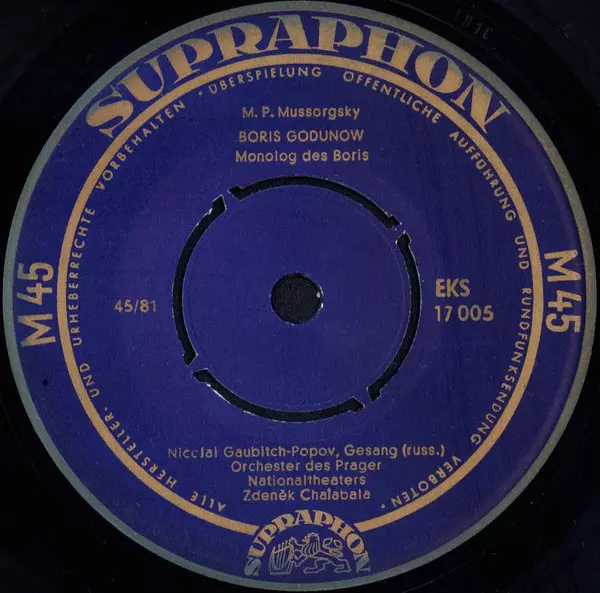 SUPRAPHON
ALLE HERSTELLER- UND URHEBERRECHTE VORBEHALTEN · ÜBERSPIELUNG ÖFFENTLICHE AUFFÜHRUNG UND RUNDFUNKSENDUNG VERBOTEN ·
M. P. Mussorgsky
BORIS GODUNOW
Monolog des Boris
M 45
M 45
45/81
EKS
17 005
Nicolai Gaubitch-Popov, Gesang (russ.)
Orchester des Prager
Nationaltheaters
Zdeněk Chalabala
SUPRAPHON